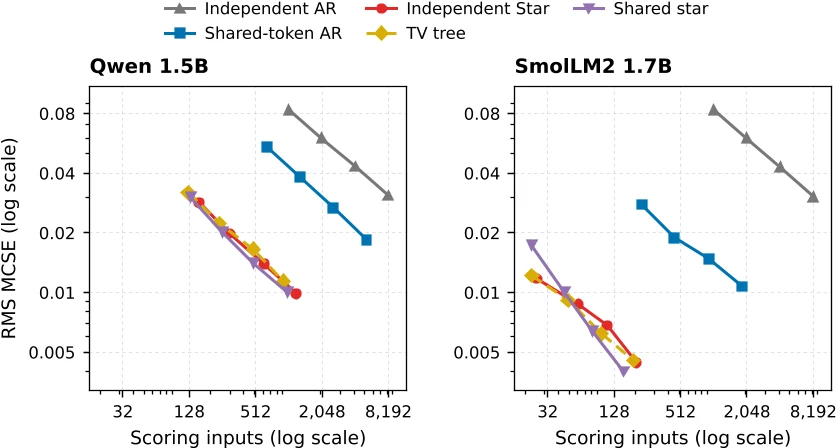 Independent AR Independent Star Shared star
Shared-token AR TV tree
Qwen 1.5B SmolLM2 1.7B
RMS MCSE (log scale)
0.08
0.04
0.02
0.01
0.005
32 128 512 2,048 8,192
Scoring inputs (log scale)
0.08
0.04
0.02
0.01
0.005
32 128 512 2,048 8,192
Scoring inputs (log scale)